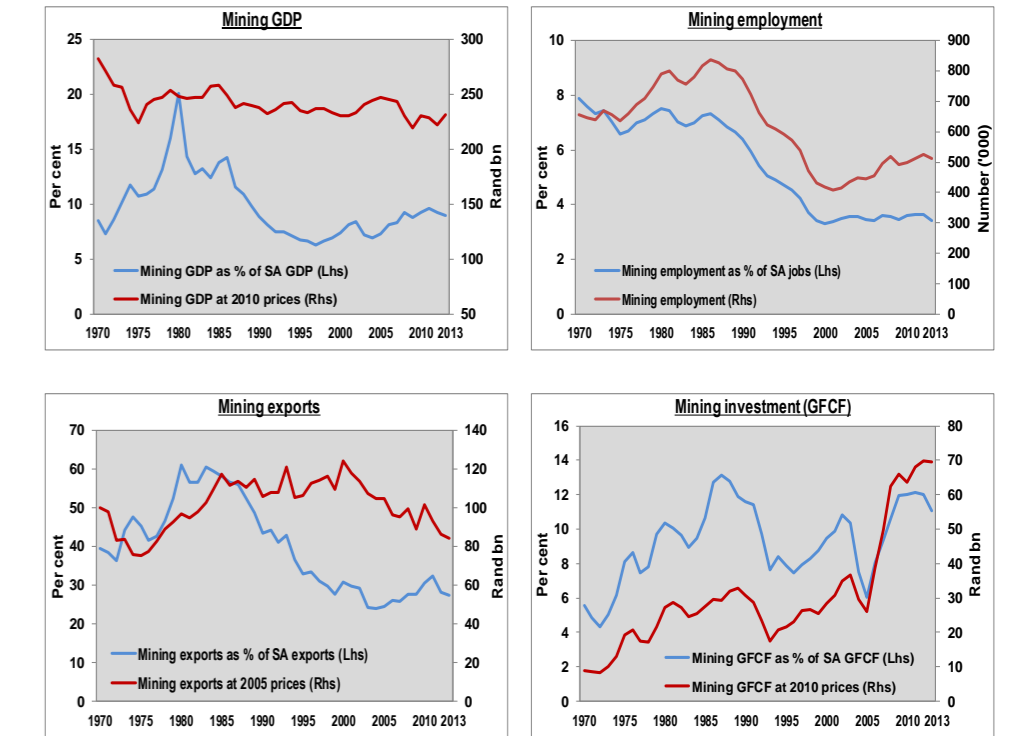 Mining GDP
25
20
15
10
5
0
300
250
200
150
100
50
Per cent
Rand bn
Mining GDP as % of SA GDP (Lhs)
Mining GDP at 2010 prices (Rhs)
1970 1975 1980 1985 1990 1995 2000 2005 2010 2013
Mining employment
10
8
6
4
2
0
900
800
700
600
500
400
300
200
100
0
Per cent
Number ('000)
Mining employment as % of SA jobs (Lhs)
Mining employment (Rhs)
1970 1975 1980 1985 1990 1995 2000 2005 2010 2013
Mining exports
70
60
50
40
30
20
10
0
140
120
100
80
60
40
20
0
Per cent
Rand bn
Mining exports as % of SA exports (Lhs)
Mining exports at 2005 prices (Rhs)
1970 1975 1980 1985 1990 1995 2000 2005 2010 2013
Mining investment (GFCF)
16
14
12
10
8
6
4
2
0
80
70
60
50
40
30
20
10
0
Per cent
Rand bn
Mining GFCF as % of SA GFCF (Lhs)
Mining GFCF at 2010 prices (Rhs)
1970 1975 1980 1985 1990 1995 2000 2005 2010 2013